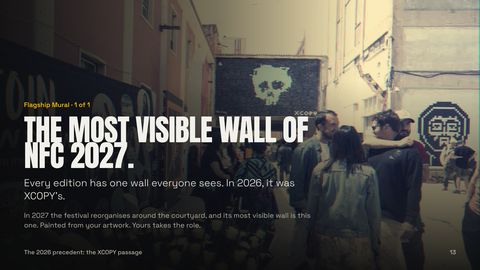 XCOPY
Flagship Mural · 1 of 1
THE MOST VISIBLE WALL OF
NFC 2027.
Every edition has one wall everyone sees. In 2026, it was
XCOPY's.
In 2027 the festival reorganises around the courtyard, and its most visible wall is this
one. Painted from your artwork. Yours takes the role.
The 2026 precedent: the XCOPY passage
13